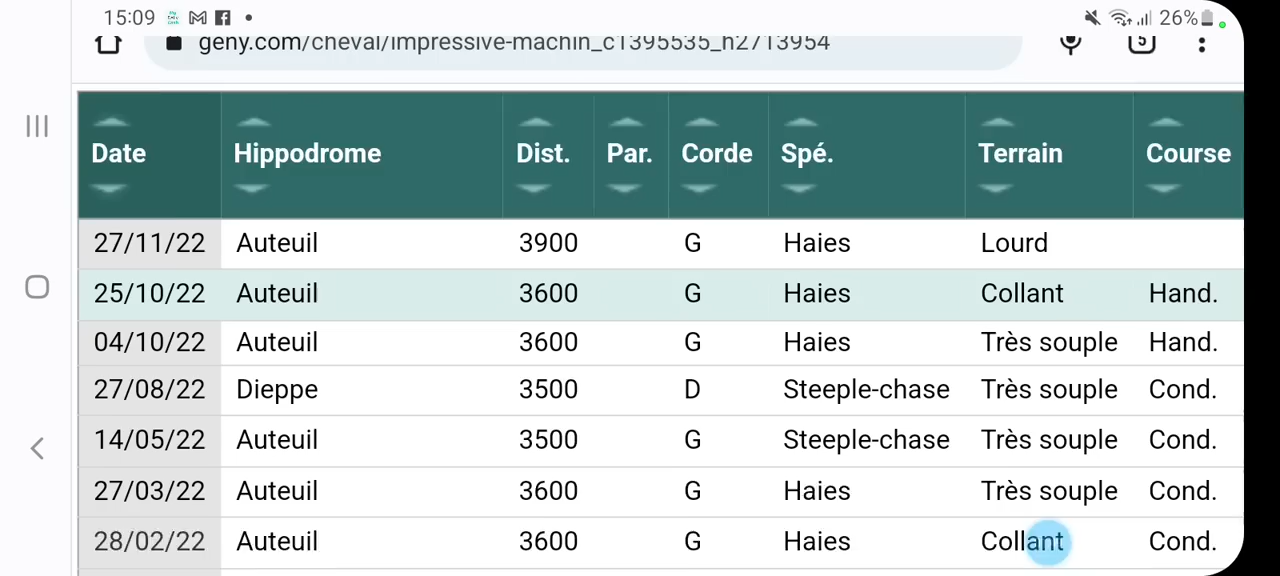 15:09 26%
geny.com/cheval/impressive-machin_c1395535_h2713954 5
Date Hippodrome Dist. Par. Corde Spé. Terrain Course
27/11/22 Auteuil 3900 G Haies Lourd
25/10/22 Auteuil 3600 G Haies Collant Hand.
04/10/22 Auteuil 3600 G Haies Très souple Hand.
27/08/22 Dieppe 3500 D Steeple-chase Très souple Cond.
14/05/22 Auteuil 3500 G Steeple-chase Très souple Cond.
27/03/22 Auteuil 3600 G Haies Très souple Cond.
28/02/22 Auteuil 3600 G Haies Collant Cond.